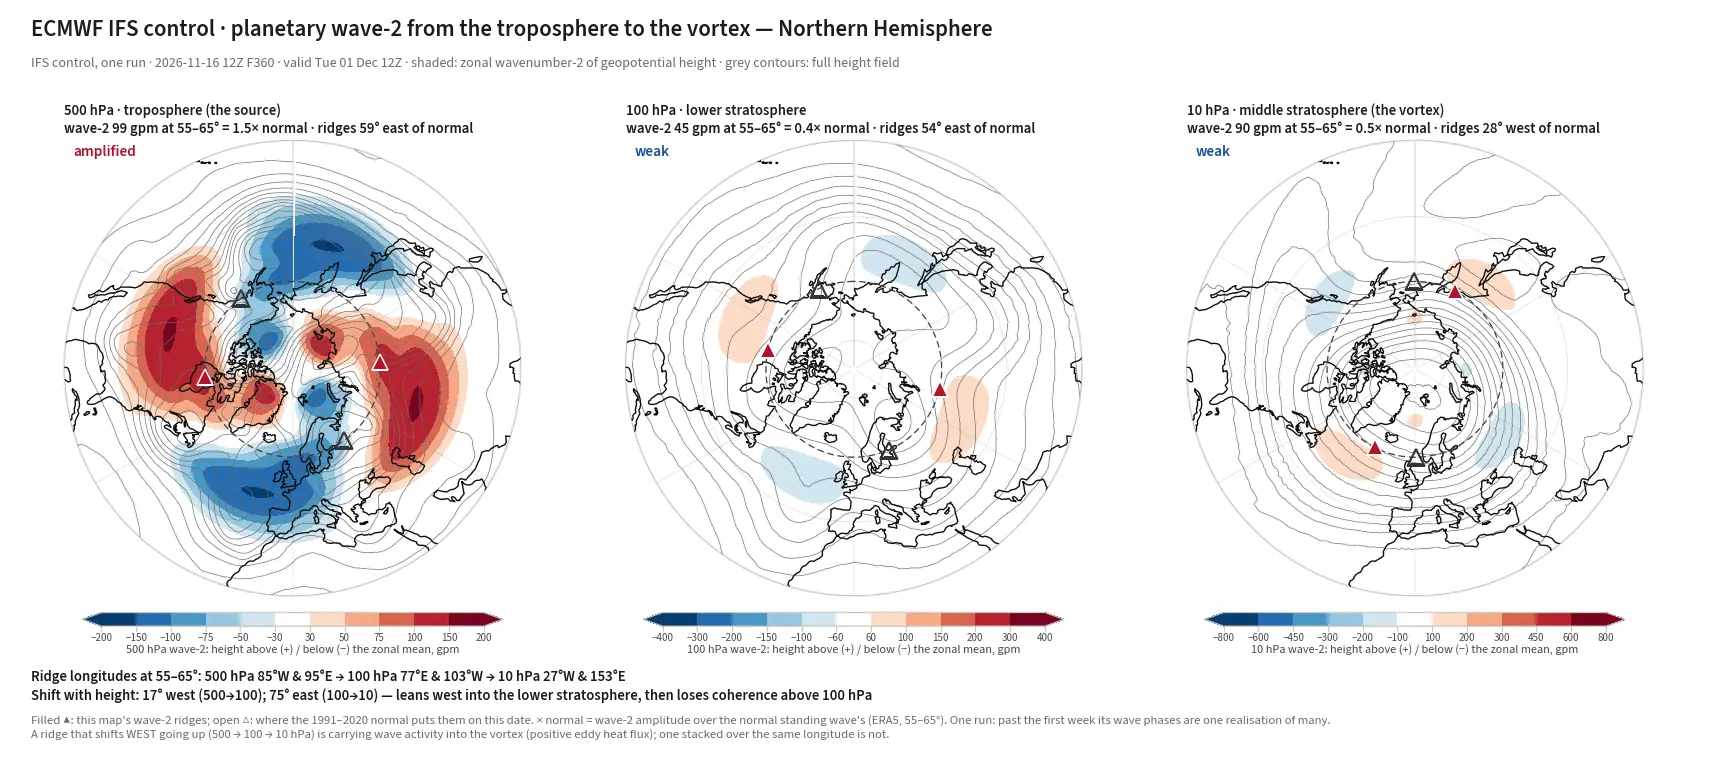 ECMWF IFS control · planetary wave-2 from the troposphere to the vortex — Northern Hemisphere
IFS control, one run · 2026-11-16 12Z F360 · valid Tue 01 Dec 12Z · shaded: zonal wavenumber-2 of geopotential height · grey contours: full height field
500 hPa · troposphere (the source)
wave-2 99 gpm at 55–65° = 1.5× normal · ridges 59° east of normal
amplified
100 hPa · lower stratosphere
wave-2 45 gpm at 55–65° = 0.4× normal · ridges 54° east of normal
weak
10 hPa · middle stratosphere (the vortex)
wave-2 90 gpm at 55–65° = 0.5× normal · ridges 28° west of normal
weak
−200 −150 −100 −75 −50 −30 30 50 75 100 150 200
500 hPa wave-2: height above (+) / below (−) the zonal mean, gpm
−400 −300 −200 −150 −100 −60 60 100 150 200 300 400
100 hPa wave-2: height above (+) / below (−) the zonal mean, gpm
−800 −600 −450 −300 −200 −100 100 200 300 450 600 800
10 hPa wave-2: height above (+) / below (−) the zonal mean, gpm
Ridge longitudes at 55–65°: 500 hPa 85°W & 95°E → 100 hPa 77°E & 103°W → 10 hPa 27°W & 153°E
Shift with height: 17° west (500→100); 75° east (100→10) — leans west into the lower stratosphere, then loses coherence above 100 hPa
Filled ▲: this map's wave-2 ridges; open △: where the 1991–2020 normal puts them on this date. × normal = wave-2 amplitude over the normal standing wave's (ERA5, 55–65°). One run: past the first week its wave phases are one realisation of many.
A ridge that shifts WEST going up (500 → 100 → 10 hPa) is carrying wave activity into the vortex (positive eddy heat flux); one stacked over the same longitude is not.